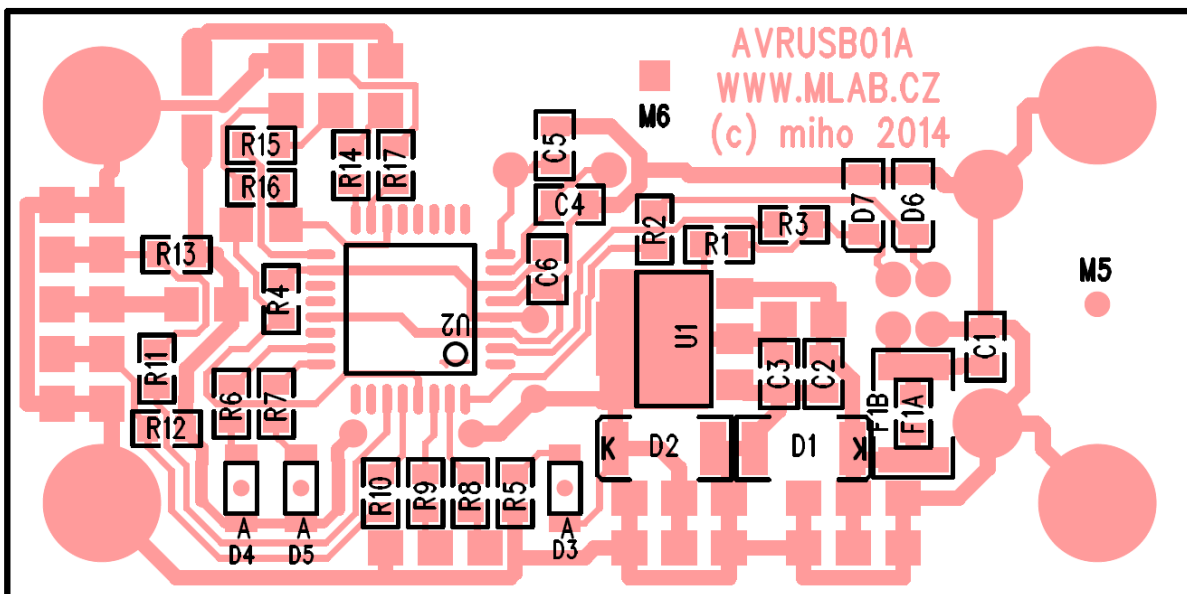 AVRUSB01A
WWW.MLAB.CZ
(c) miho 2014
M6
R15
R14
R17
C5
R16
C4
D7
D6
R2
R3
R1
R13
C6
M5
R4
U2
U1
C1
R11
C3
C2
R6
R7
F1B
F1A
R12
K
D2
D1
K
R10
R9
R8
R5
A
A
A
D4
D5
D3